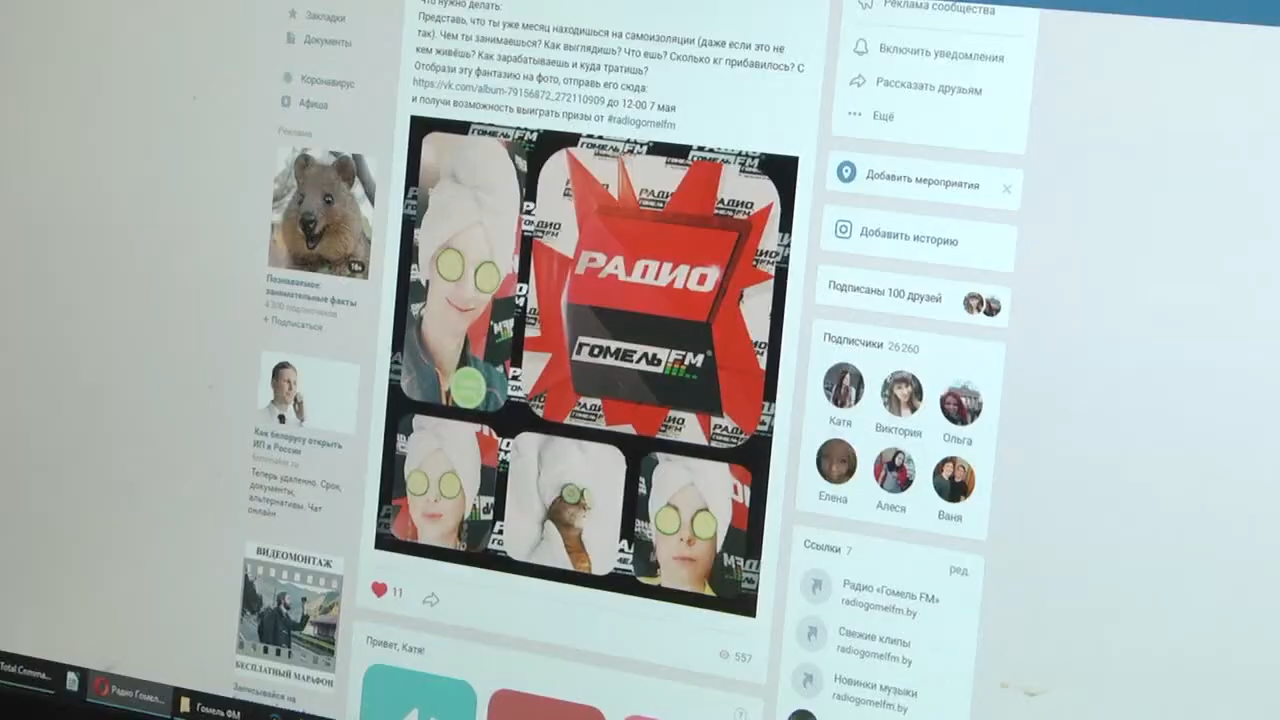 Закладки
Документы
Коронавирус
Афиша
Реклама
16+
Познаваемое:
занимательные факты
+ Подписаться
Как белорусу открыть
ИП в России
Теперь удаленно. Срок,
документы,
альтернативы. Чат
онлайн
ВИДЕОМОНТАЖ
БЕСПЛАТНЫЙ МАРАФОН
Записывайся на
Что нужно делать:
Представь, что ты уже месяц находишься на самоизоляции (даже если это не
так). Чем ты занимаешься? Как выглядишь? Что ешь? Сколько кг прибавилось? С
кем живёшь? Как зарабатываешь и куда тратишь?
Отобрази эту фантазию на фото, отправь его сюда:
https://vk.com/album-79156872_272110909 до 12-00 7 мая
и получи возможность выиграть призы от #radiogomelfm
РАДИО
ГОМЕЛЬ FM
11
557
Привет, Катя!
Реклама сообщества
Включить уведомления
Рассказать друзьям
Ещё
Добавить мероприятия
Добавить историю
Подписаны 100 друзей
Подписчики 26 260
Катя
Виктория
Ольга
Елена
Алеся
Ваня
Ссылки 7
ред.
Радио «Гомель FM»
radiogomelfm.by
Свежие клипы
radiogomelfm.by
Новинки музыки
radiogomelfm.by
Total Comma...
Радио Гомел...
Гомель ФМ